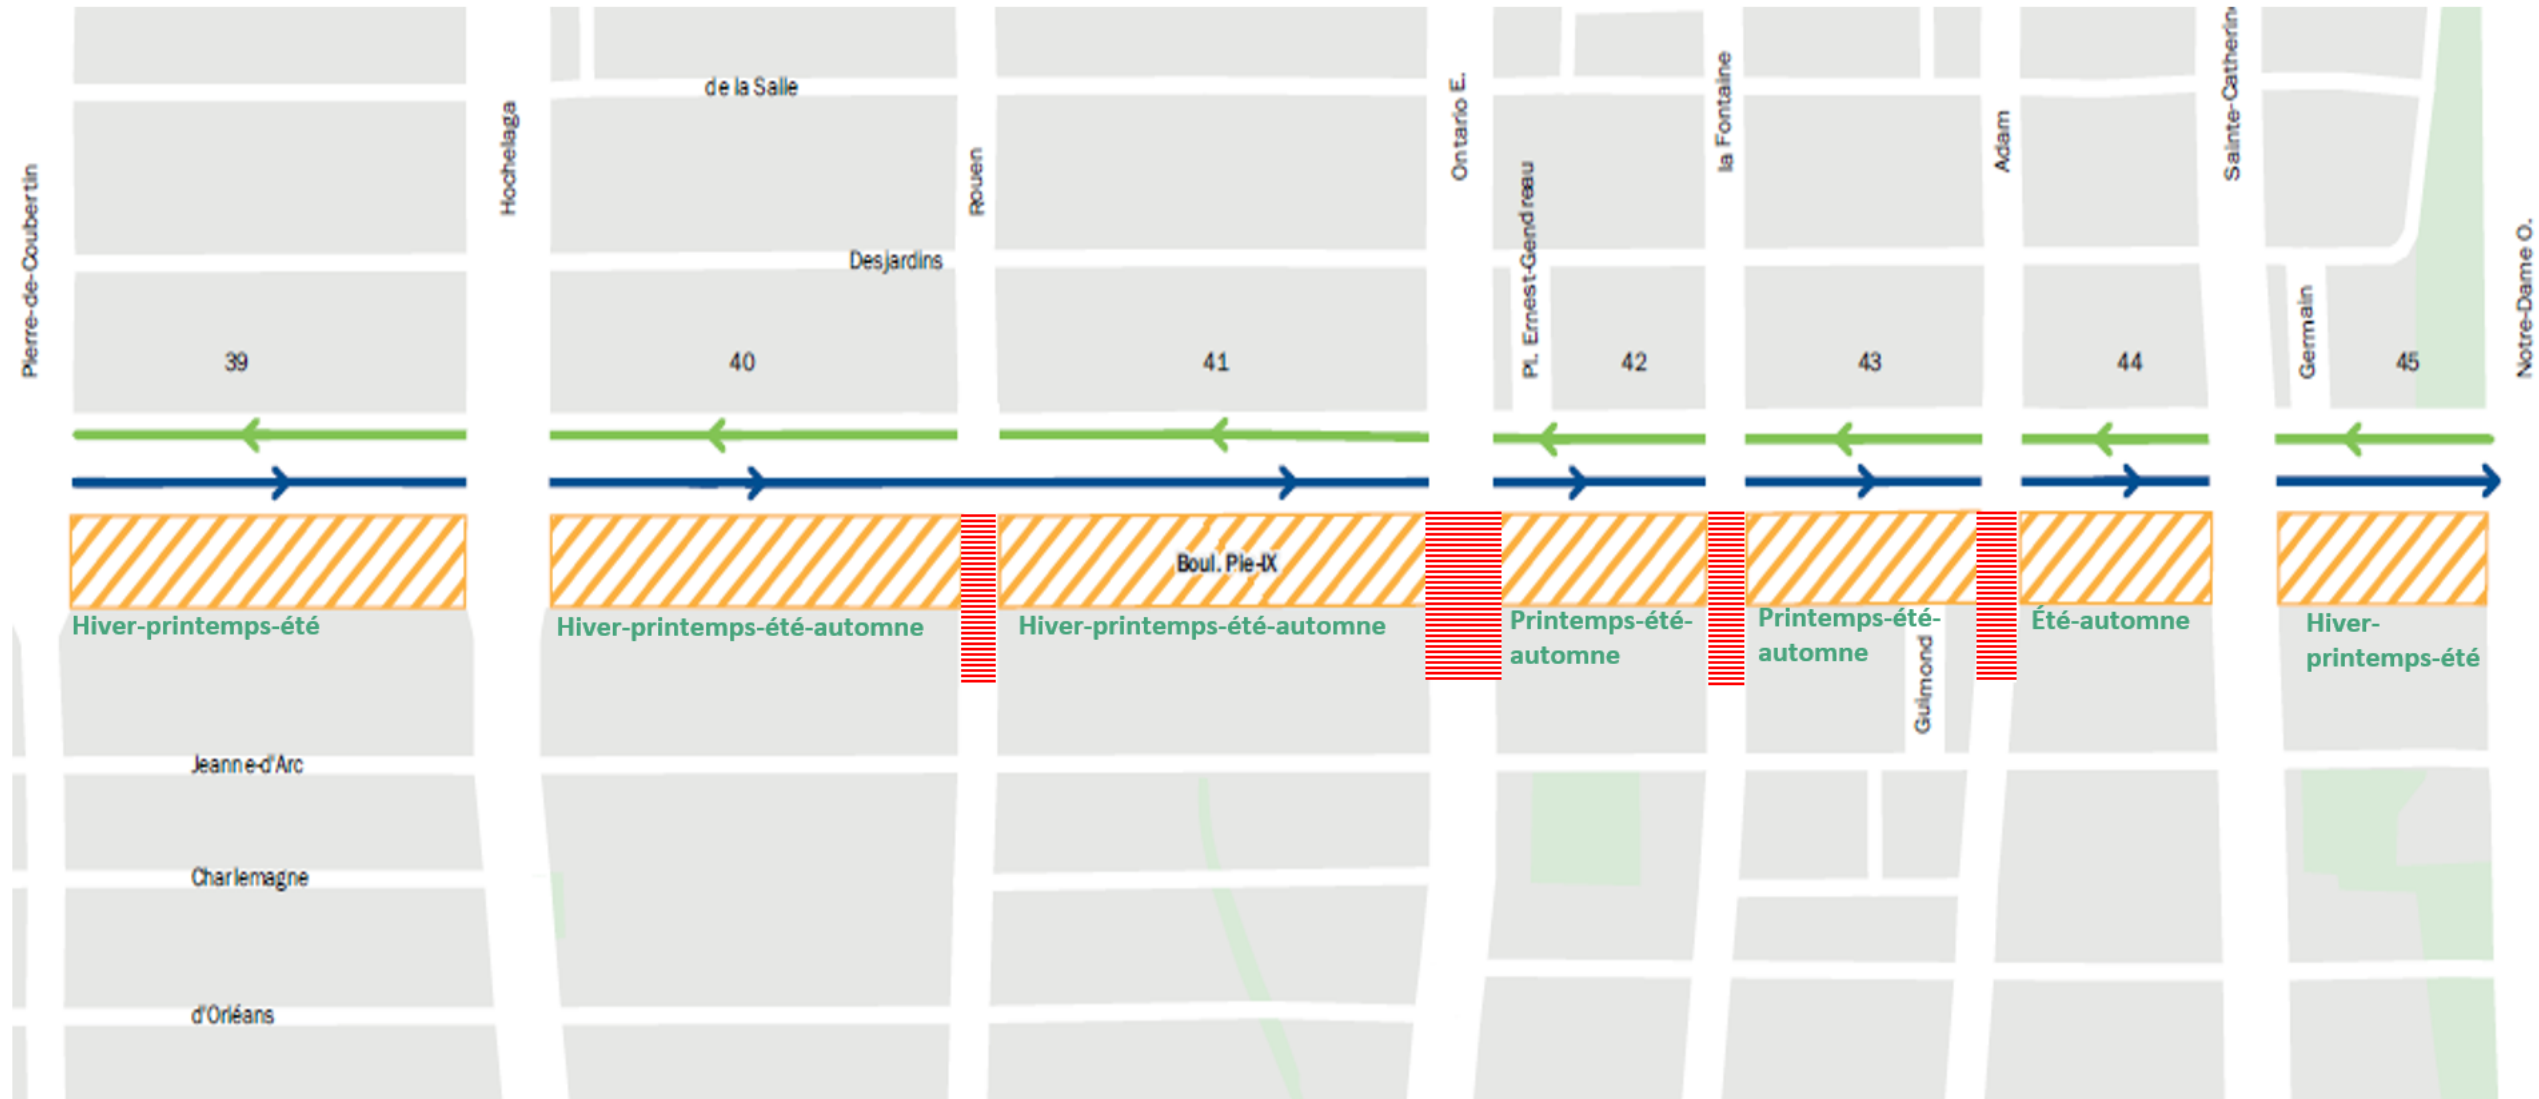 de la Salle
Hochelaga
Rouen
Ontario E.
la Fontaine
Adam
Sainte-Catherin
Pierre-de-Coubertin
Desjardins
Pl. Ernest-Gendreau
Germain
Notre-Dame O.
39
40
41
42
43
44
45
Boul. Pie-IX
Hiver-printemps-été
Hiver-printemps-été-automne
Hiver-printemps-été-automne
Printemps-été-
automne
Printemps-été-
automne
Été-automne
Hiver-
printemps-été
Guimond
Jeanne-d'Arc
Charlemagne
d'Orléans